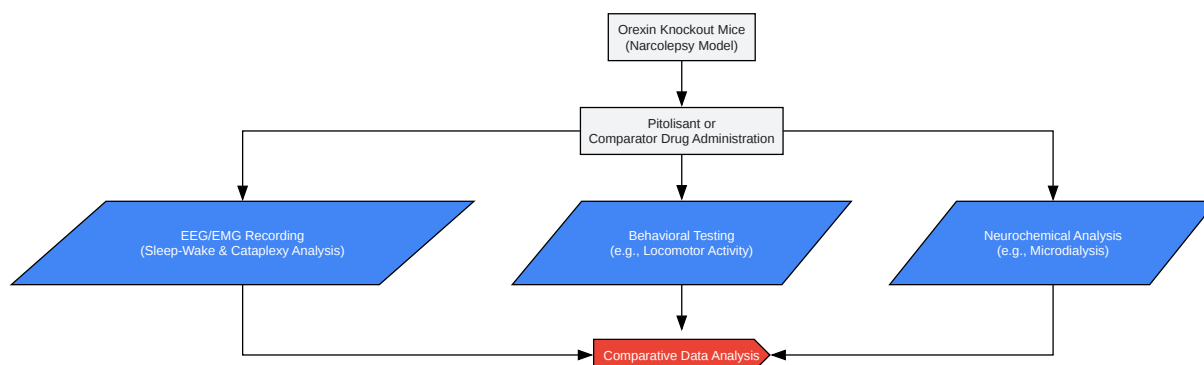 Orexin Knockout Mice
(Narcolepsy Model)
Pitolisant or
Comparator Drug Administration
EEG/EMG Recording
(Sleep-Wake & Cataplexy Analysis)
Behavioral Testing
(e.g., Locomotor Activity)
Neurochemical Analysis
(e.g., Microdialysis)
Comparative Data Analysis